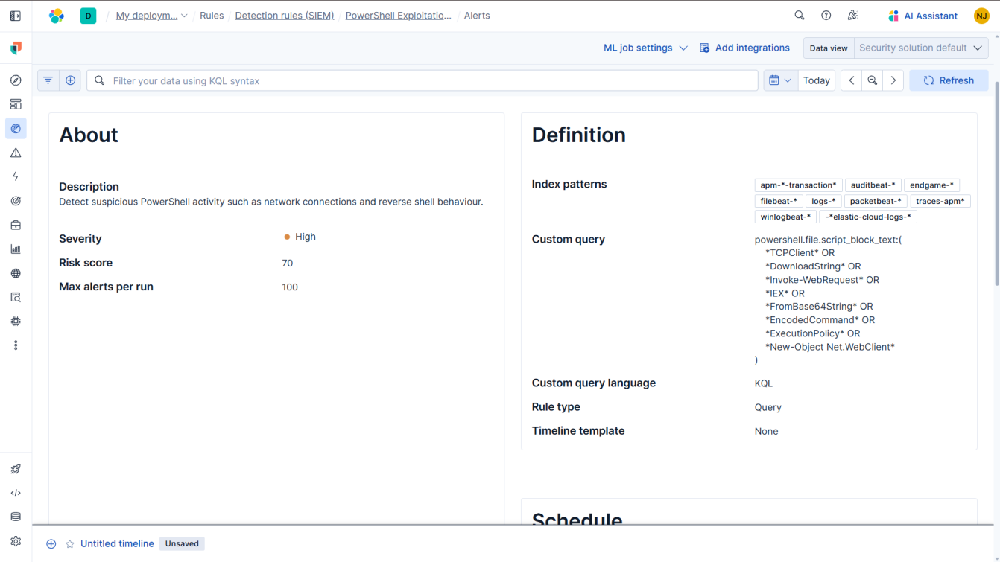 D
My deploym...
Rules
Detection rules (SIEM)
PowerShell Exploitatio...
Alerts
AI Assistant
NJ
ML job settings
Add integrations
Data view
Security solution default
Filter your data using KQL syntax
Today
Refresh
About
Description
Detect suspicious PowerShell activity such as network connections and reverse shell behaviour.
Severity
High
Risk score
70
Max alerts per run
100
Definition
Index patterns
apm-*-transaction* auditbeat-* endgame-*
filebeat-* logs-* packetbeat-* traces-apm*
winlogbeat-* -*elastic-cloud-logs-*
Custom query
powershell.file.script_block_text:(
*TCPClient* OR
*DownloadString* OR
*Invoke-WebRequest* OR
*IEX* OR
*FromBase64String* OR
*EncodedCommand* OR
*ExecutionPolicy* OR
*New-Object Net.WebClient*
)
Custom query language
KQL
Rule type
Query
Timeline template
None
Schedule
Untitled timeline
Unsaved